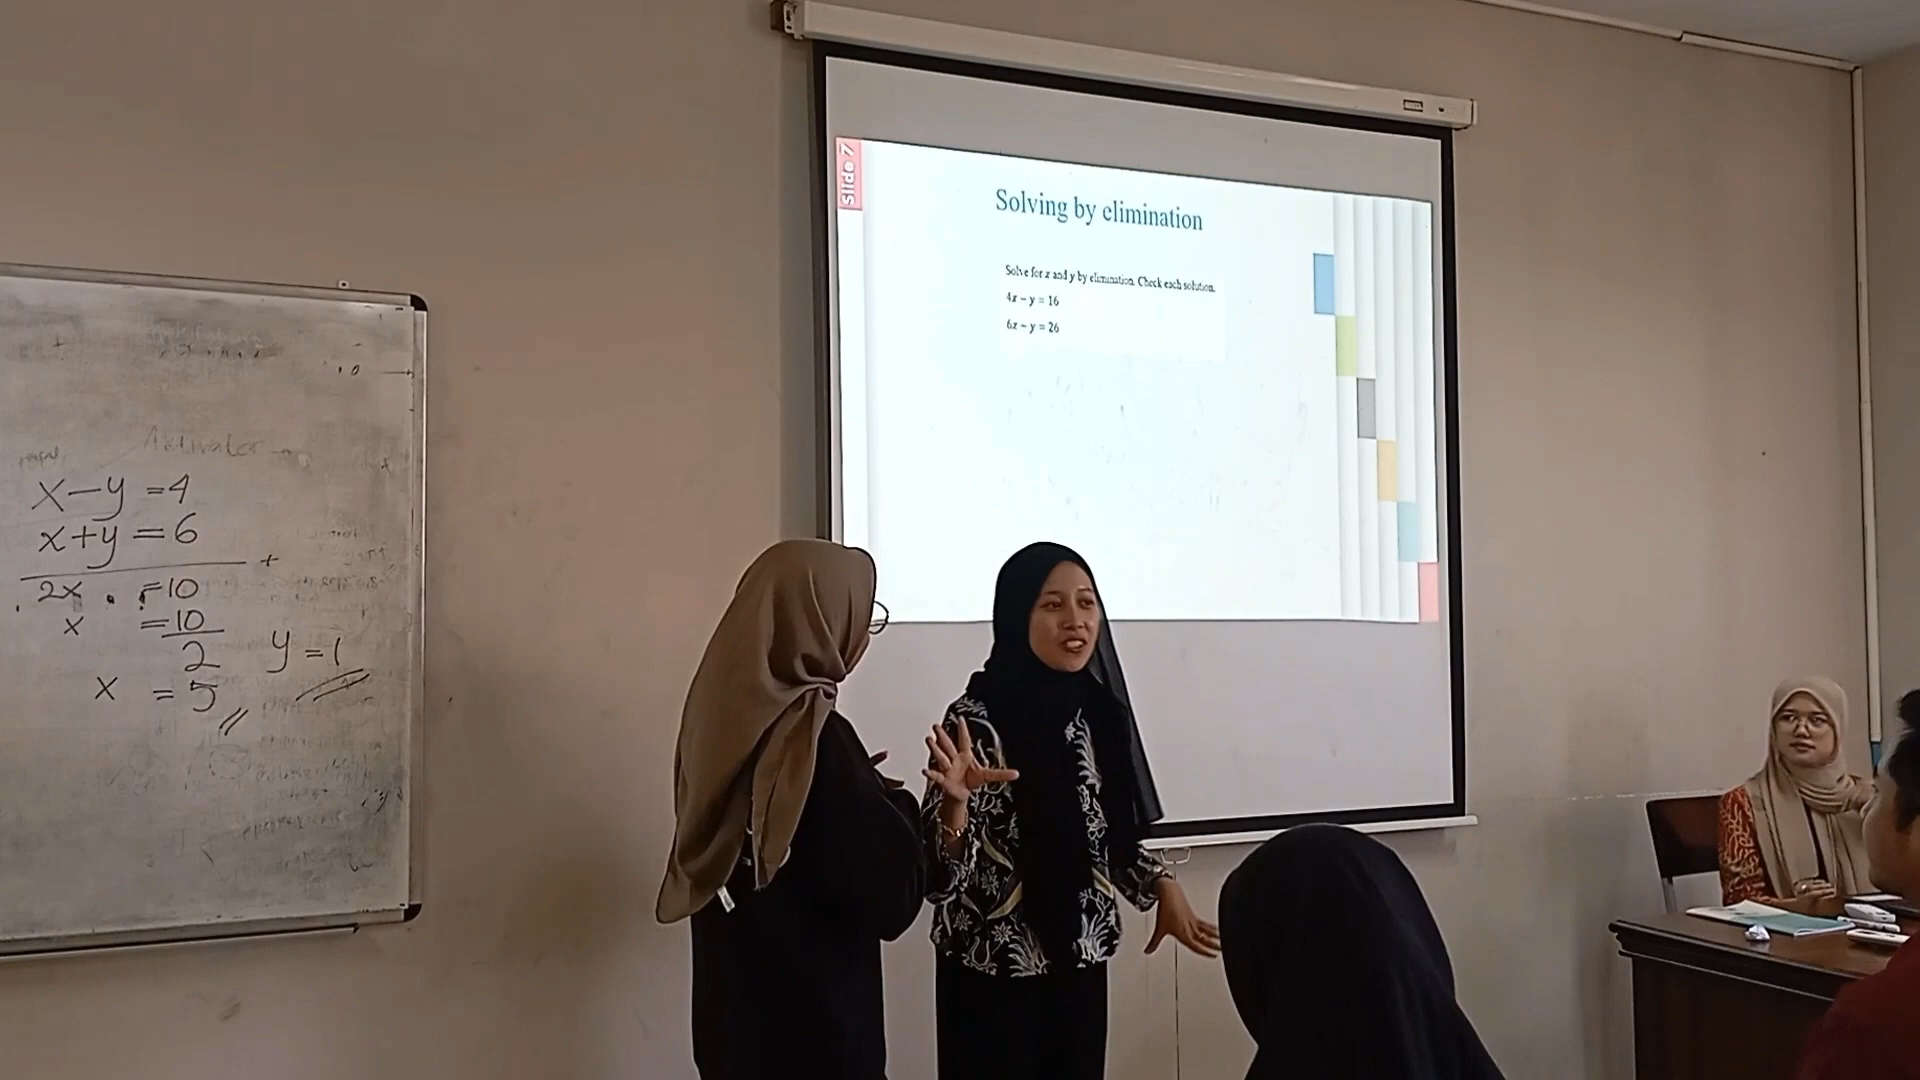 Slide 7
Solving by elimination
Solve for x and y by elimination. Check each solution.
4x − y = 16
6x − y = 26
Aktivator →
x − y = 4
x + y = 6
+
2x = 10
x = 10
2
y = 1
x = 5